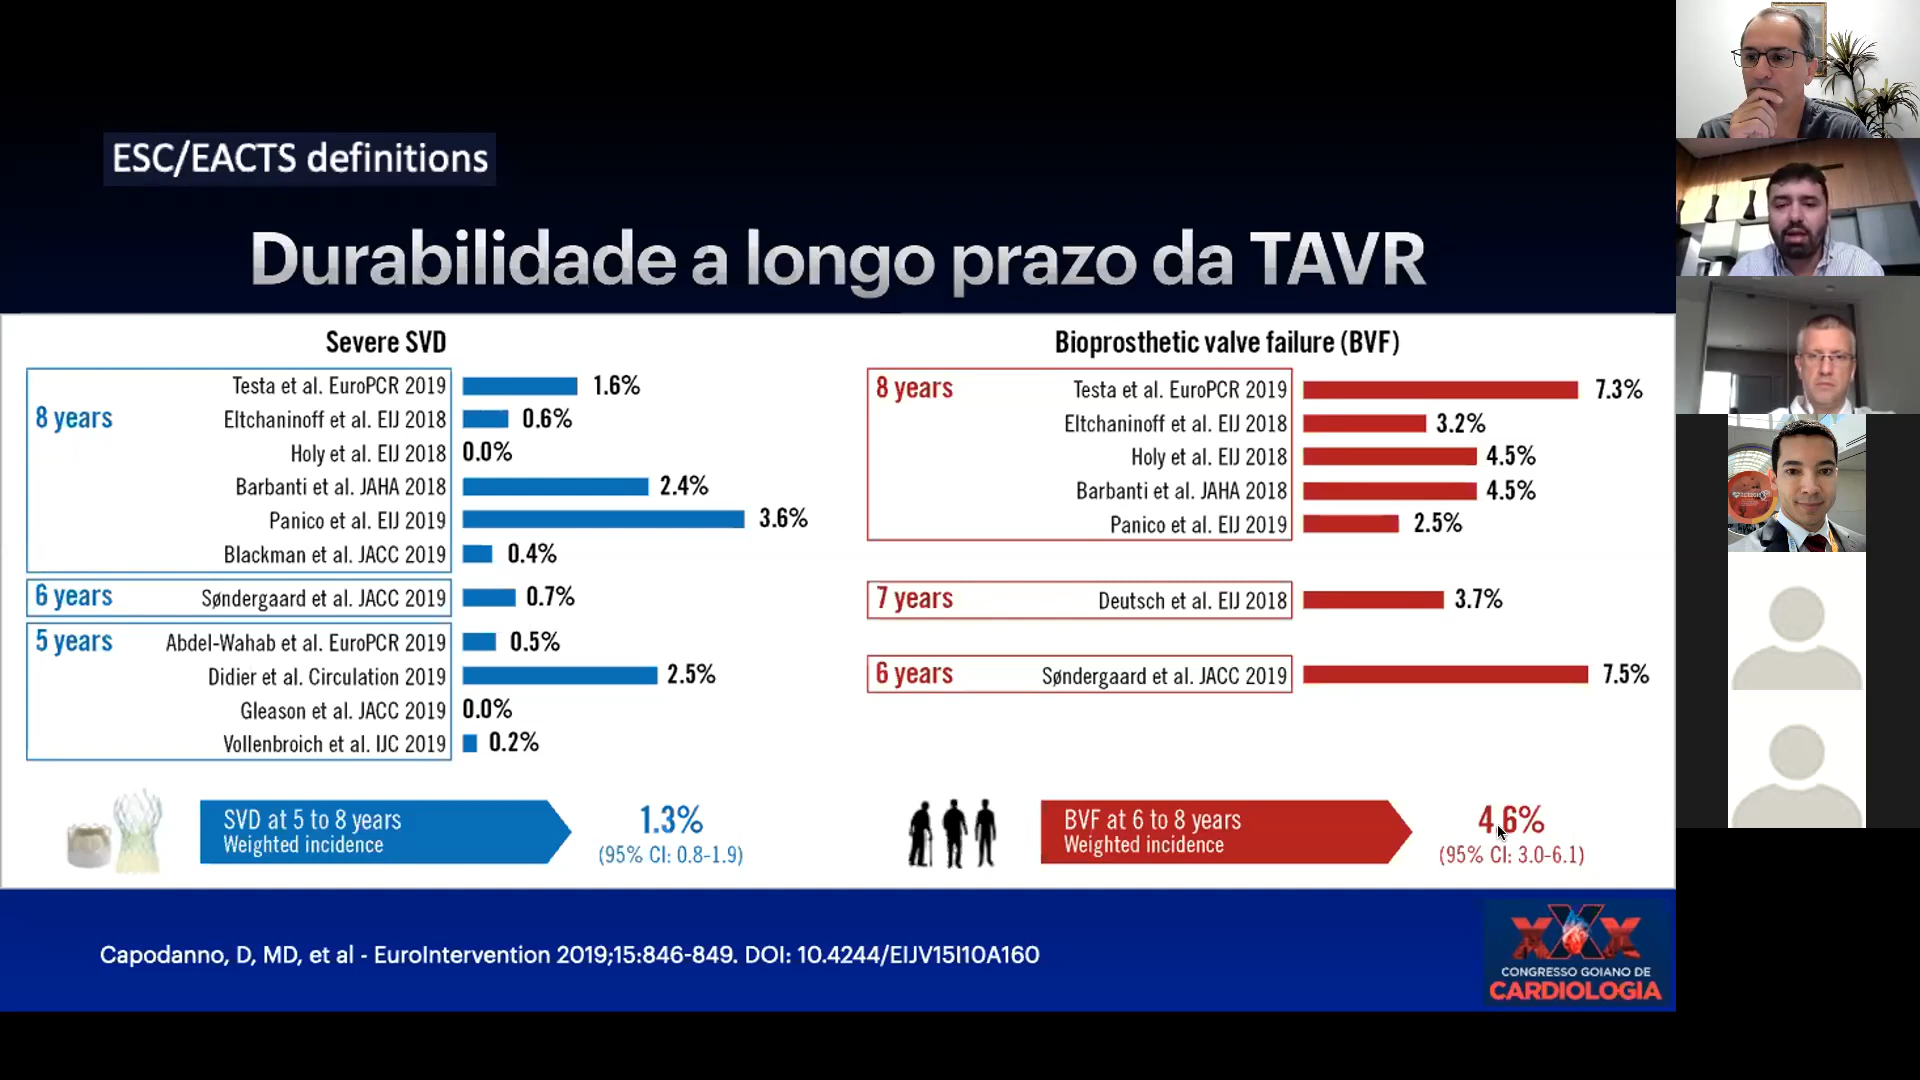 ESC/EACTS definitions
Durabilidade a longo prazo da TAVR
Severe SVD
8 years
Testa et al. EuroPCR 2019 1.6%
Eltchaninoff et al. EIJ 2018 0.6%
Holy et al. EIJ 2018 0.0%
Barbanti et al. JAHA 2018 2.4%
Panico et al. EIJ 2019 3.6%
Blackman et al. JACC 2019 0.4%
6 years Søndergaard et al. JACC 2019 0.7%
5 years Abdel-Wahab et al. EuroPCR 2019 0.5%
Didier et al. Circulation 2019 2.5%
Gleason et al. JACC 2019 0.0%
Vollenbroich et al. IJC 2019 0.2%
SVD at 5 to 8 years 1.3%
Weighted incidence (95% CI: 0.8-1.9)
Bioprosthetic valve failure (BVF)
8 years Testa et al. EuroPCR 2019 7.3%
Eltchaninoff et al. EIJ 2018 3.2%
Holy et al. EIJ 2018 4.5%
Barbanti et al. JAHA 2018 4.5%
Panico et al. EIJ 2019 2.5%
7 years Deutsch et al. EIJ 2018 3.7%
6 years Søndergaard et al. JACC 2019 7.5%
BVF at 6 to 8 years 4.6%
Weighted incidence (95% CI: 3.0-6.1)
Capodanno, D, MD, et al - EuroIntervention 2019;15:846-849. DOI: 10.4244/EIJV15I10A160
XXX
CONGRESSO GOIANO DE
CARDIOLOGIA